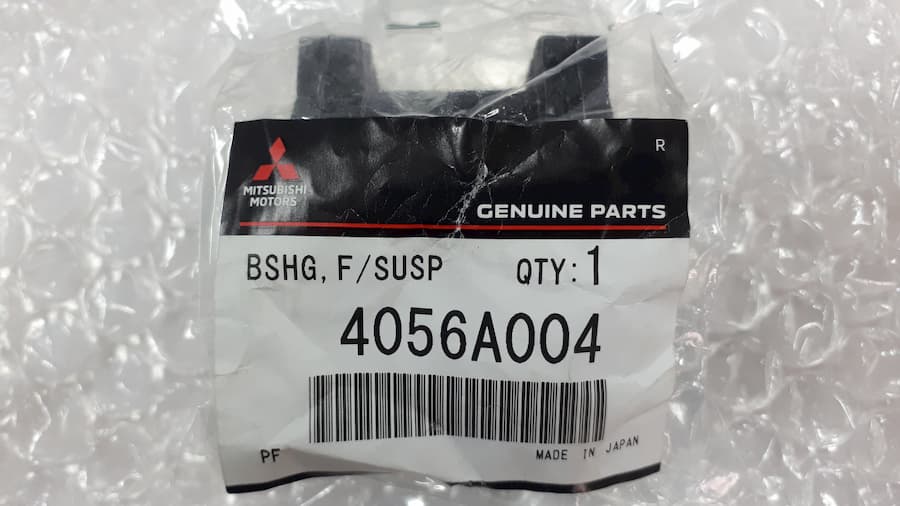 R
MITSUBISHI
MOTORS
GENUINE PARTS
BSHG, F/SUSP QTY: 1
4056A004
PF MADE IN JAPAN